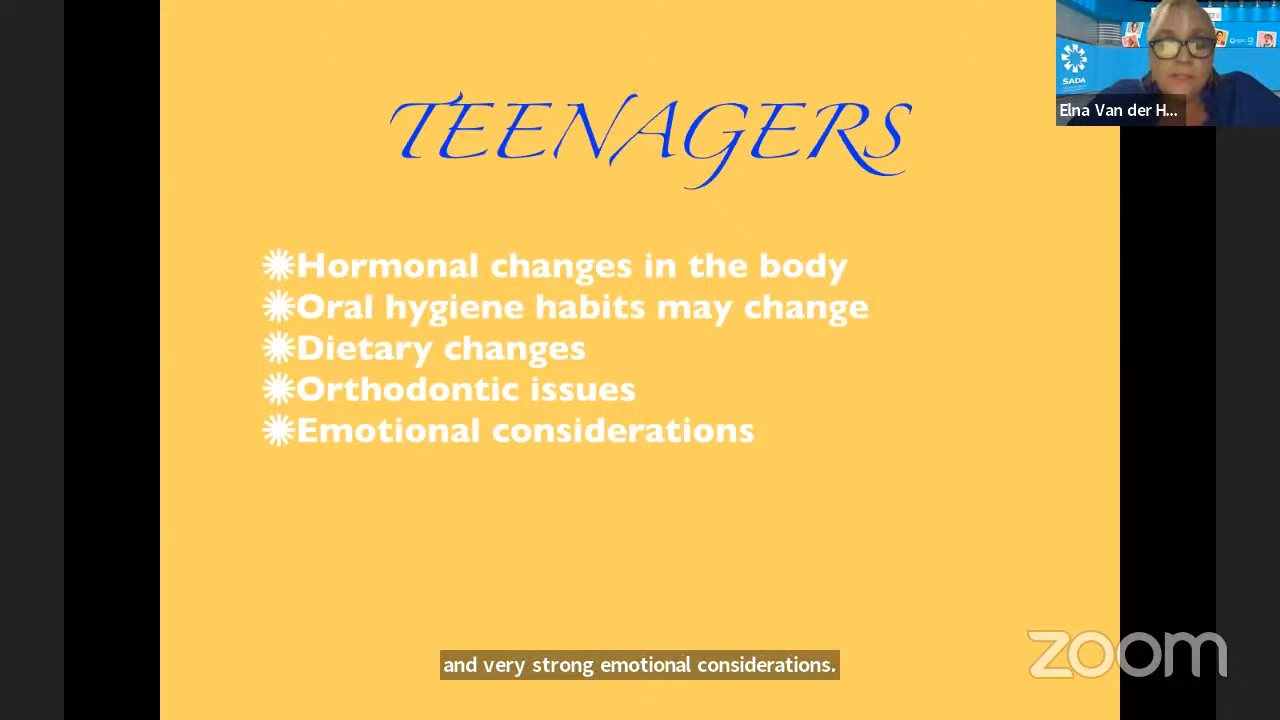 TEENAGERS
SADA
Elna Van der H...
✺Hormonal changes in the body
✺Oral hygiene habits may change
✺Dietary changes
✺Orthodontic issues
✺Emotional considerations
and very strong emotional considerations.
zoom